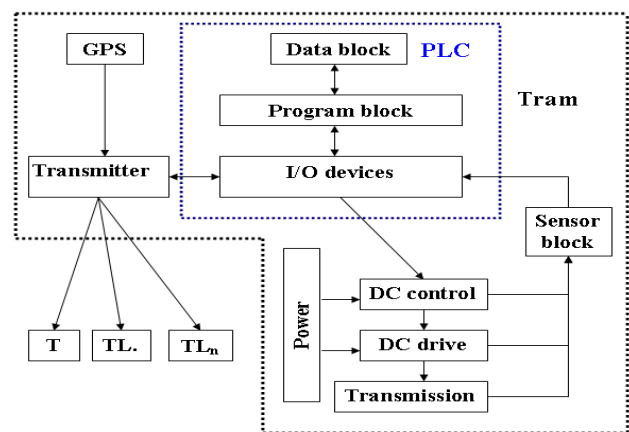 GPS
Data block
PLC
Program block
Tram
Transmitter
I/O devices
Sensor
block
Power
DC control
T
TL.
TLn
DC drive
Transmission